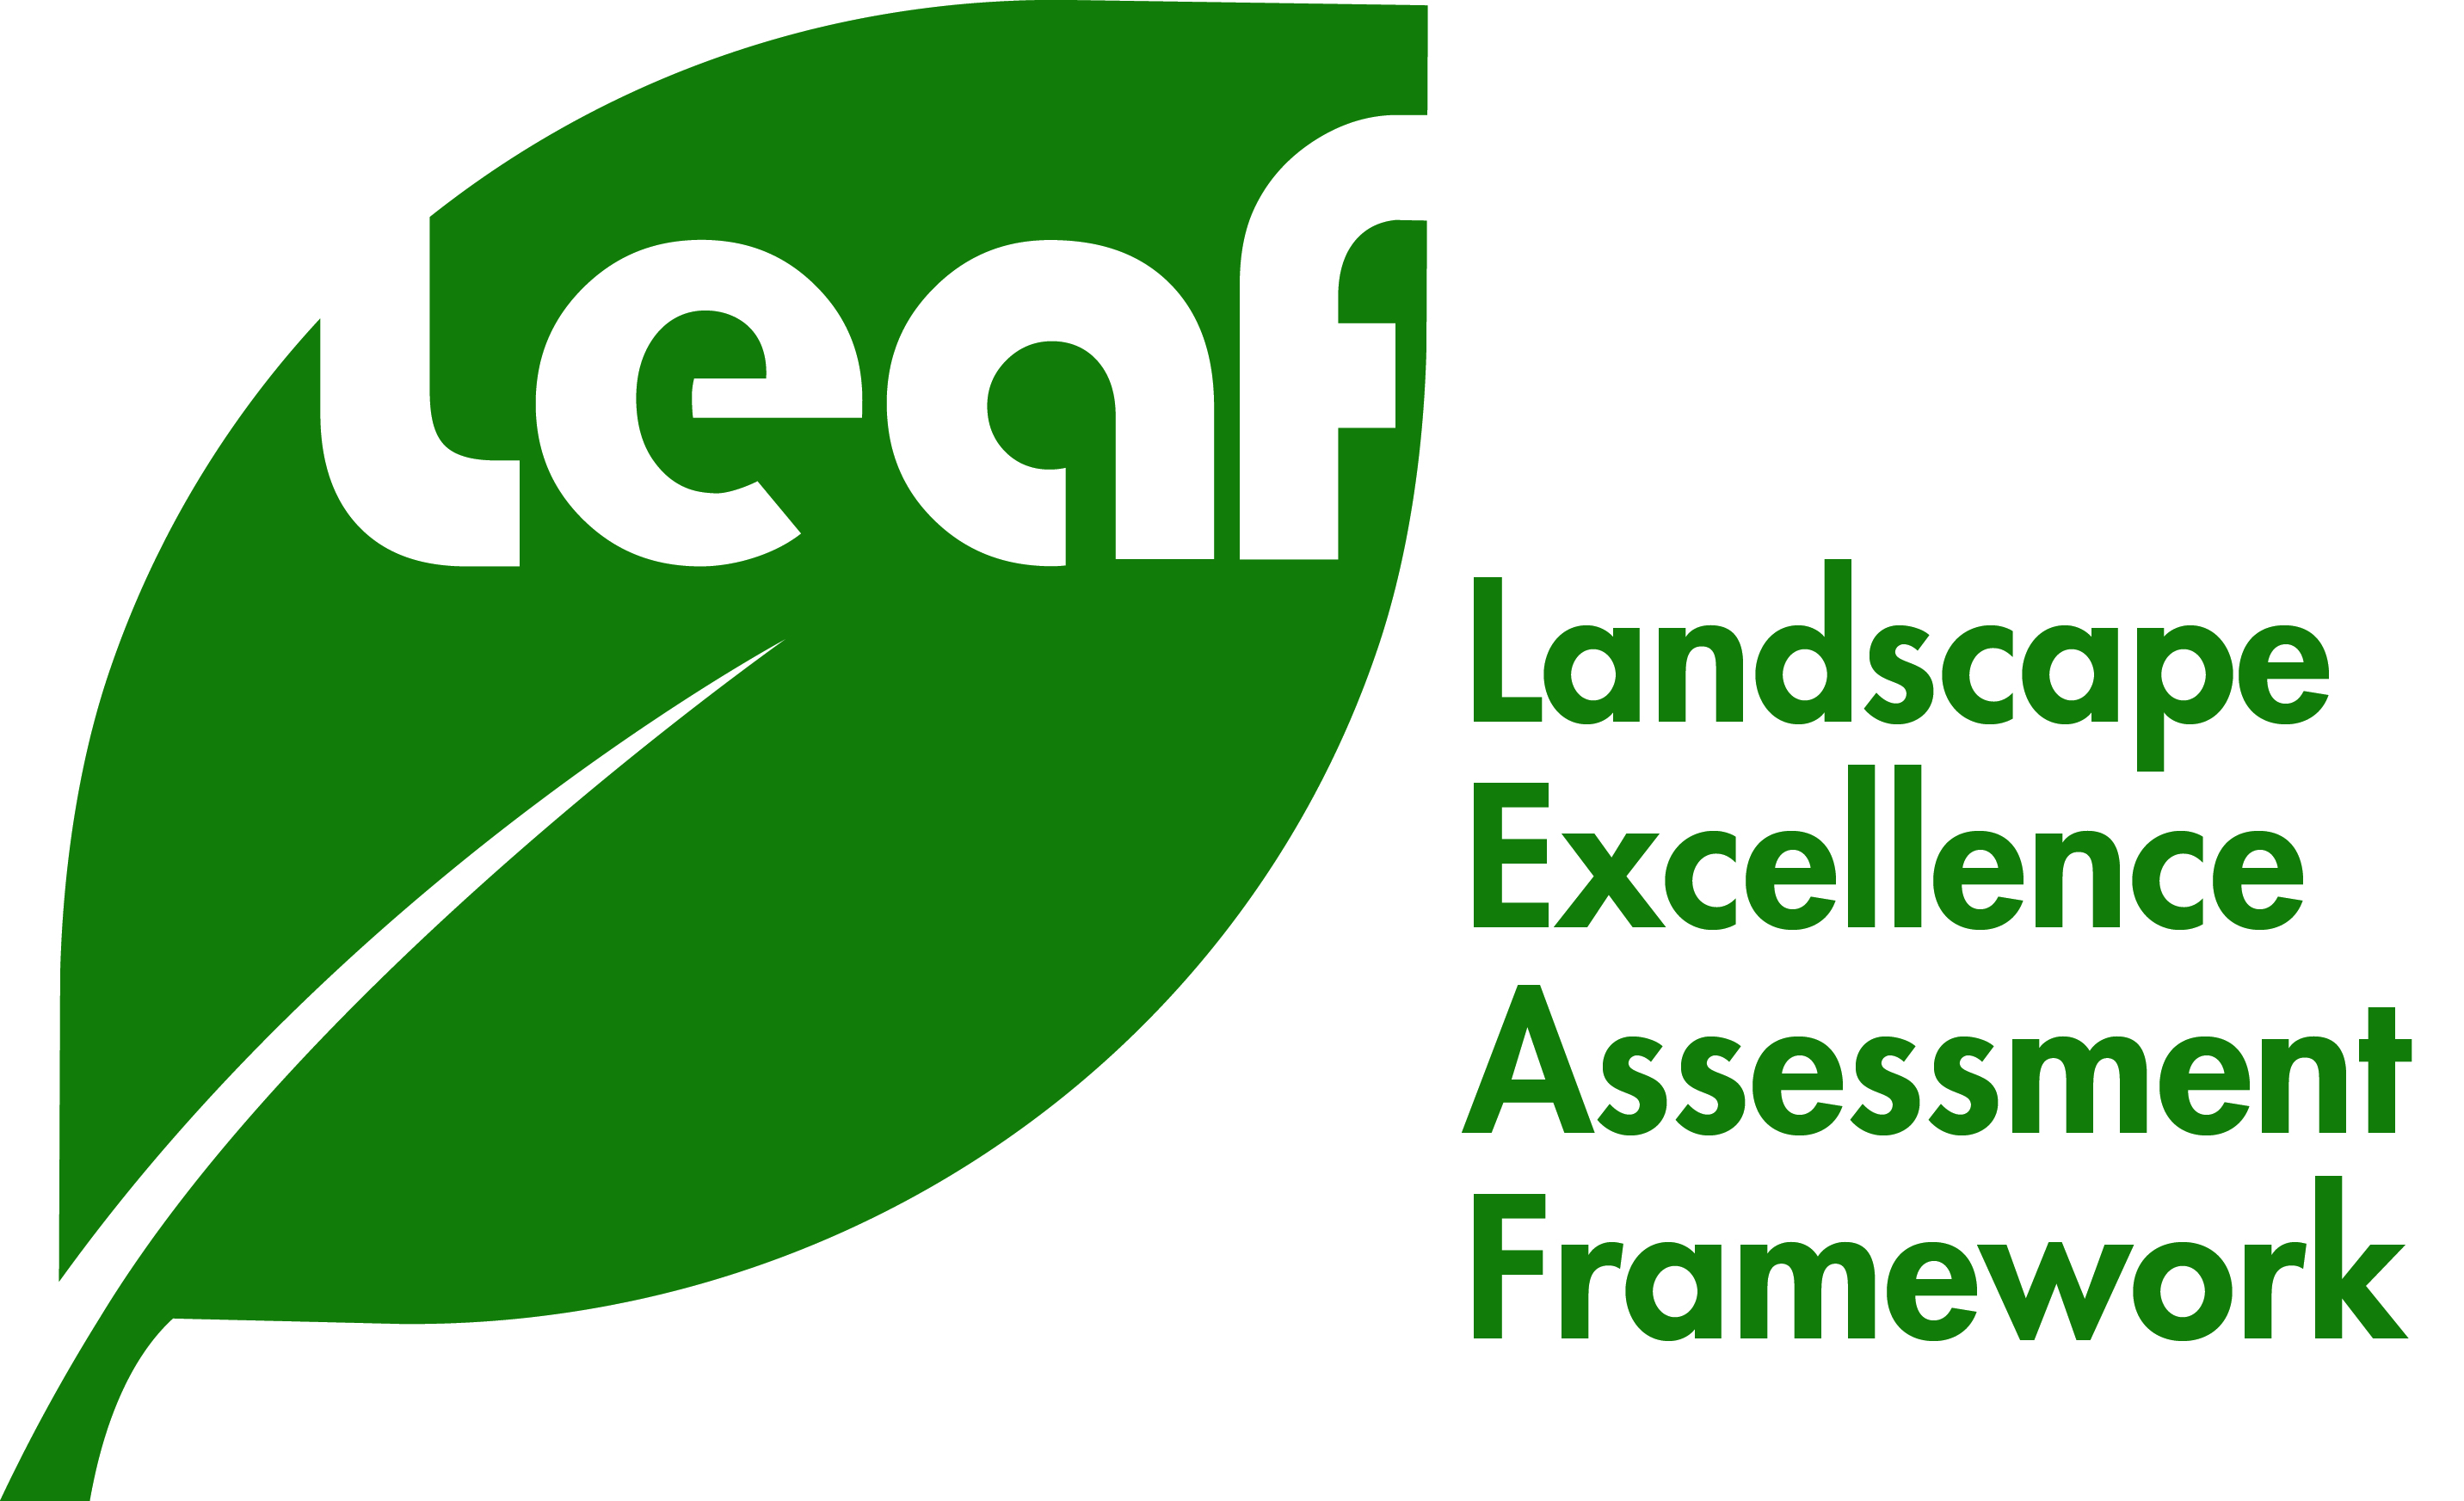 Leaf
Landscape
Excellence
Assessment
Framework